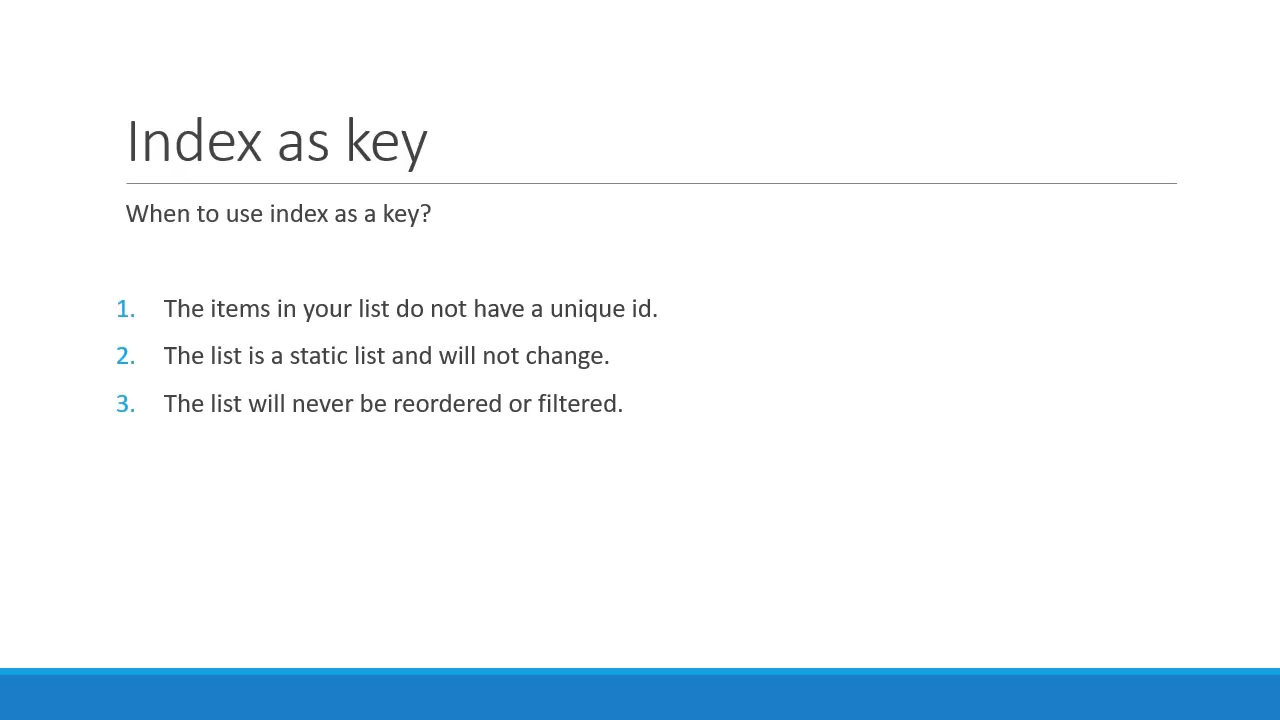 Index as key
When to use index as a key?
1. The items in your list do not have a unique id.
2. The list is a static list and will not change.
3. The list will never be reordered or filtered.